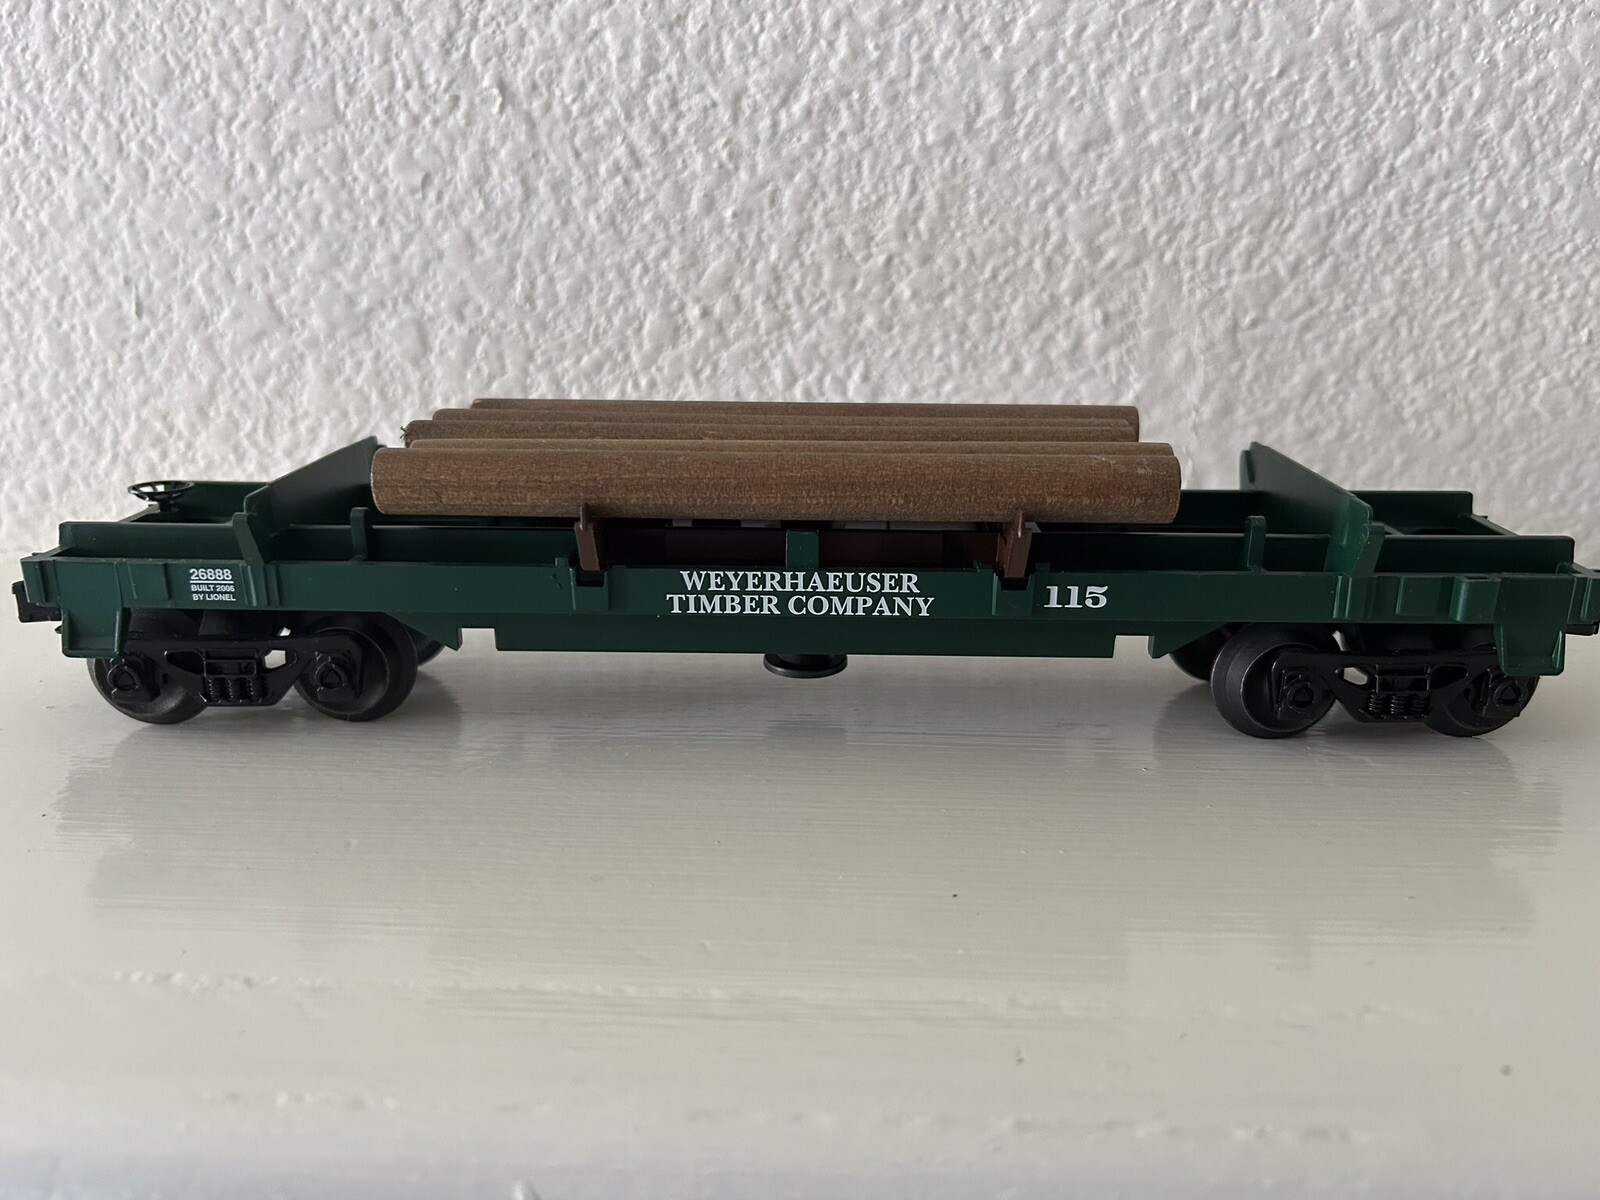 26888
BUILT 2006
BY LIONEL
WEYERHAEUSER
TIMBER COMPANY
115